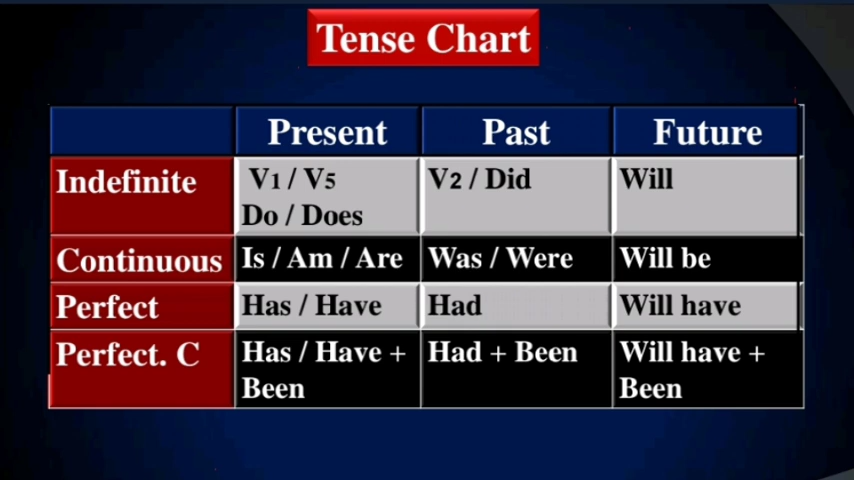 Tense Chart
Present Past Future
Indefinite V1 / V5 V2 / Did Will
Do / Does
Continuous Is / Am / Are Was / Were Will be
Perfect Has / Have Had Will have
Perfect. C Has / Have + Had + Been Will have +
Been Been